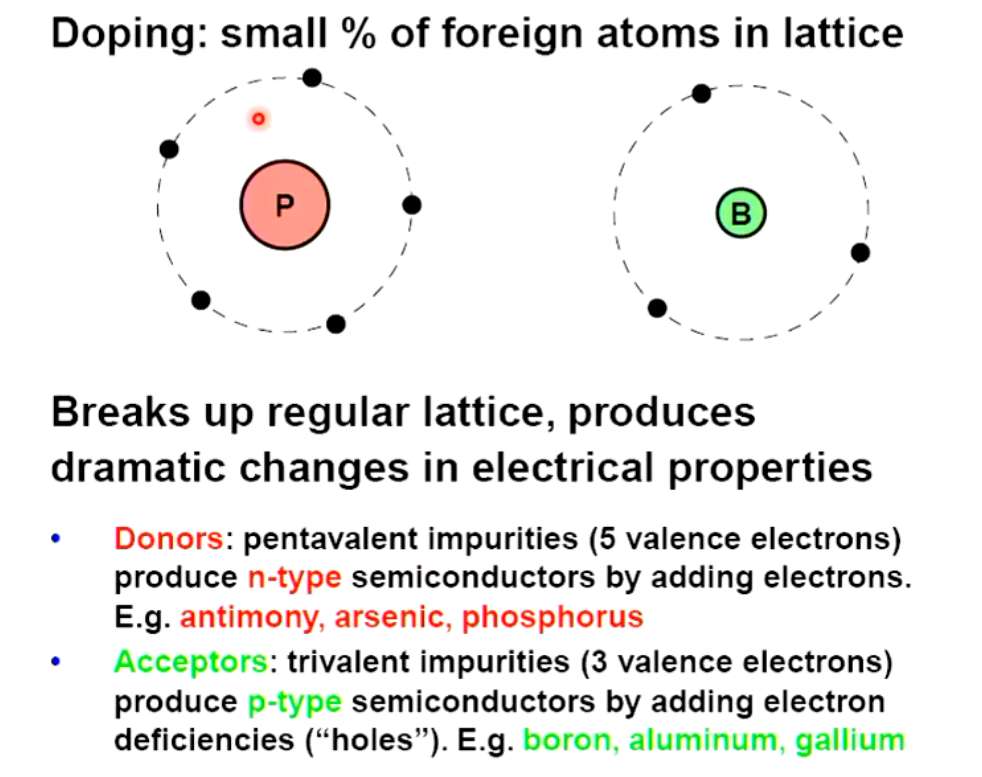 Doping: small % of foreign atoms in lattice
P
B
Breaks up regular lattice, produces
dramatic changes in electrical properties
• Donors: pentavalent impurities (5 valence electrons)
produce n-type semiconductors by adding electrons.
E.g. antimony, arsenic, phosphorus
• Acceptors: trivalent impurities (3 valence electrons)
produce p-type semiconductors by adding electron
deficiencies (“holes”). E.g. boron, aluminum, gallium